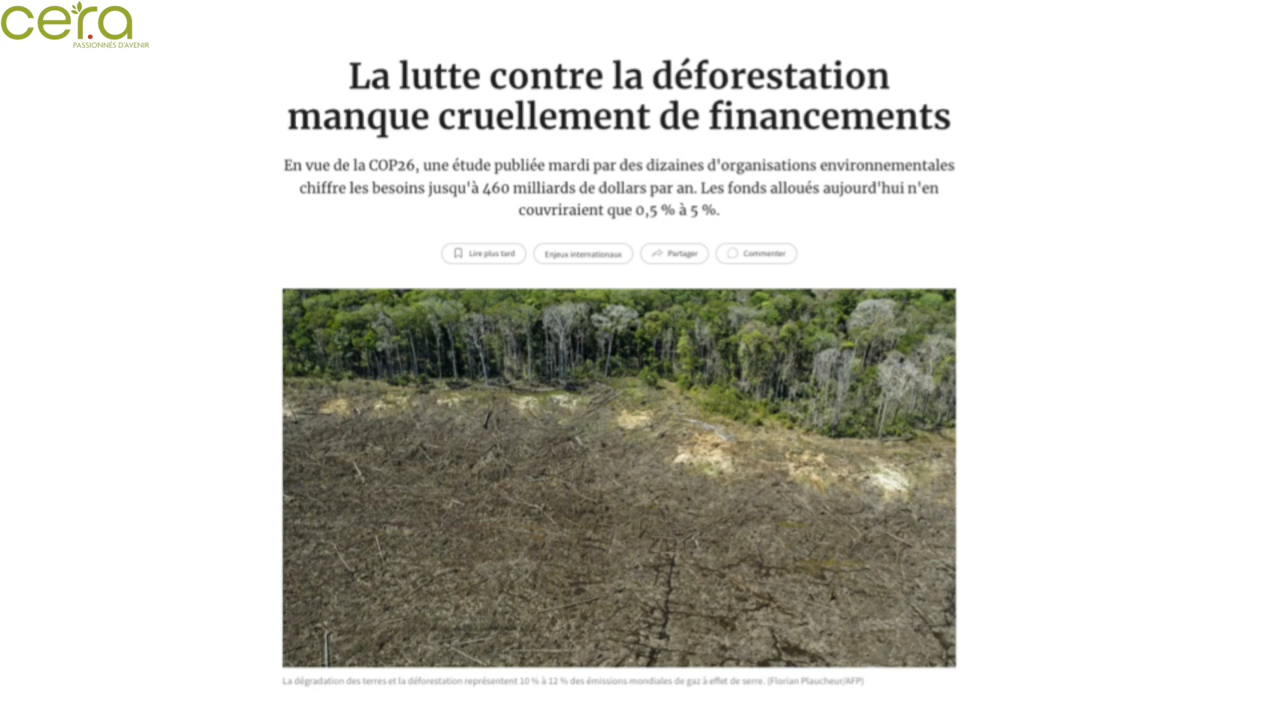 cera
PASSIONNÉS D'AVENIR
La lutte contre la déforestation
manque cruellement de financements
En vue de la COP26, une étude publiée mardi par des dizaines d'organisations environnementales
chiffre les besoins jusqu'à 460 milliards de dollars par an. Les fonds alloués aujourd'hui n'en
couvriraient que 0,5 % à 5 %.
Lire plus tard Enjeux internationaux Partager Commenter
La dégradation des terres et la déforestation représentent 10 % à 12 % des émissions mondiales de gaz à effet de serre. (Florian Plaucheur/AFP)